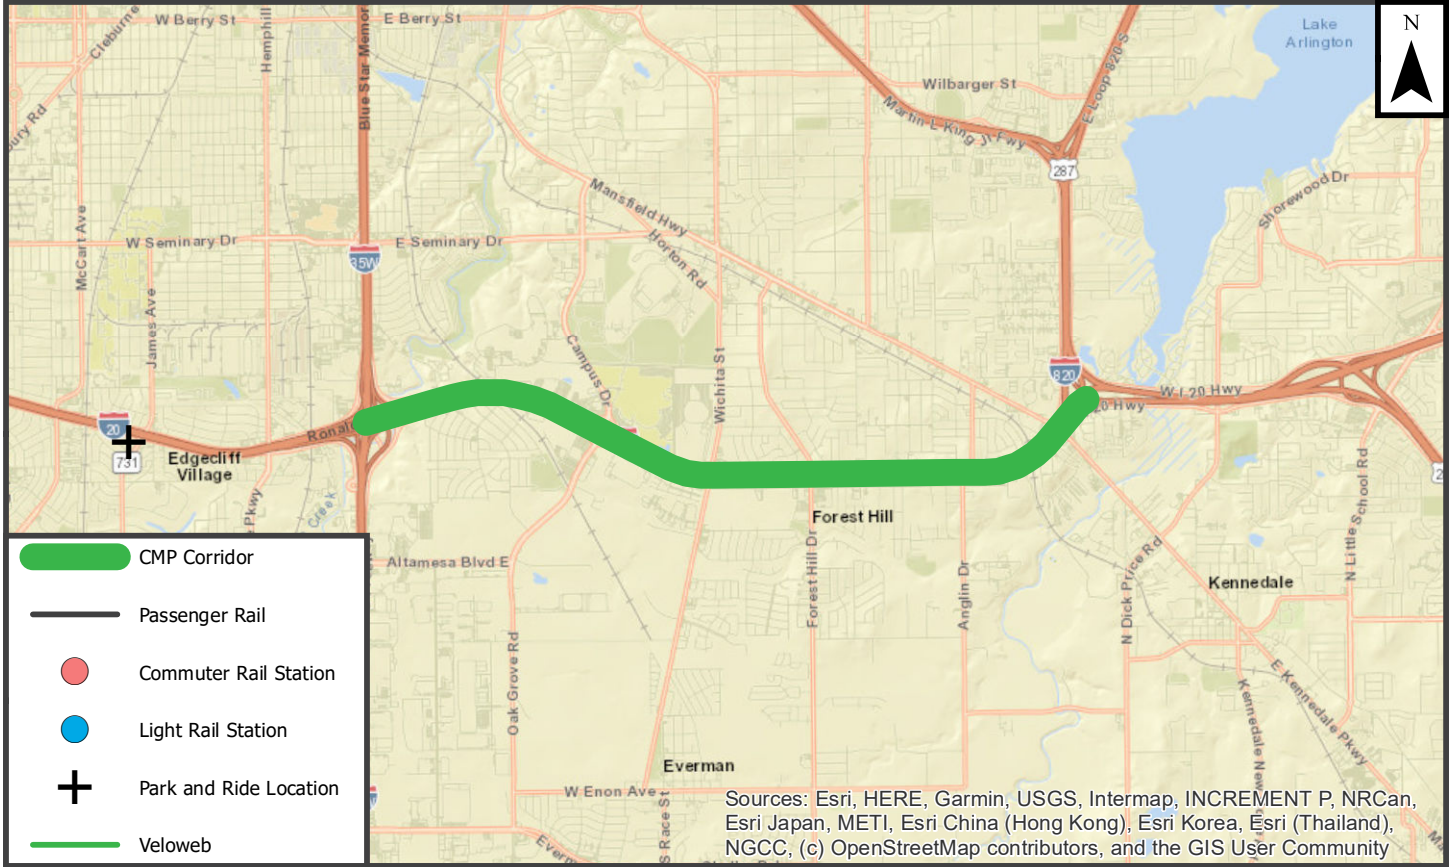 W Berry St
E Berry St
Cleburne
Hemphill
Blue Star Memor
Lake
Arlington
N
Wilbarger St
E Loop 820 S
Martin L King Jr Fwy
ury Rd
287
Mansfield Hwy
Shorewood Dr
McCart Ave
W Seminary Dr
E Seminary Dr
Horton Rd
35W
James Ave
Campus Dr
Wichita St
820
W I 20 Hwy
20 Hwy
20
Ronal
731
Edgecliff
Village
Pkwy
Creek
Forest Hill
N Little School Rd
Altamesa Blvd E
Forest Hill Dr
Anglin Dr
N Dick Price Rd
Kennedale
Oak Grove Rd
E Kennedale Pkwy
Kennedale New
Everman
W Enon Ave
S Race St
Everm
CMP Corridor
Passenger Rail
Commuter Rail Station
Light Rail Station
Park and Ride Location
Veloweb
Sources: Esri, HERE, Garmin, USGS, Intermap, INCREMENT P, NRCan,
Esri Japan, METI, Esri China (Hong Kong), Esri Korea, Esri (Thailand),
NGCC, (c) OpenStreetMap contributors, and the GIS User Community